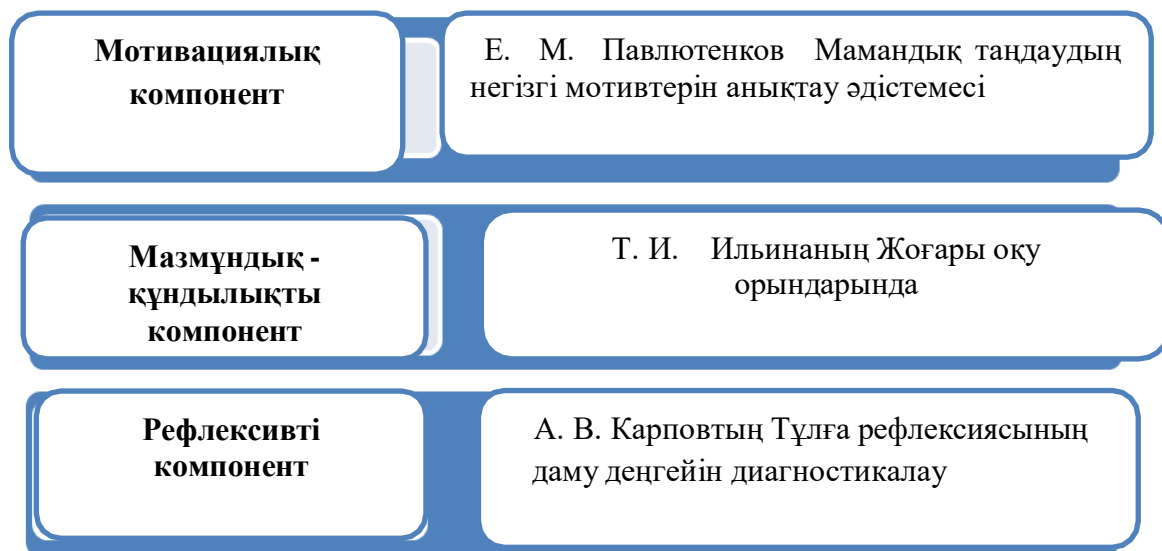 Мотивациялық
компонент
Е. М. Павлютенков Мамандық таңдаудың
негізгі мотивтерін анықтау әдістемесі
Мазмұндық -
құндылықты
компонент
Т. И. Ильинаның Жоғары оқу
орындарында
Рефлексивті
компонент
А. В. Карповтың Тұлға рефлексиясының
даму деңгейін диагностикалау